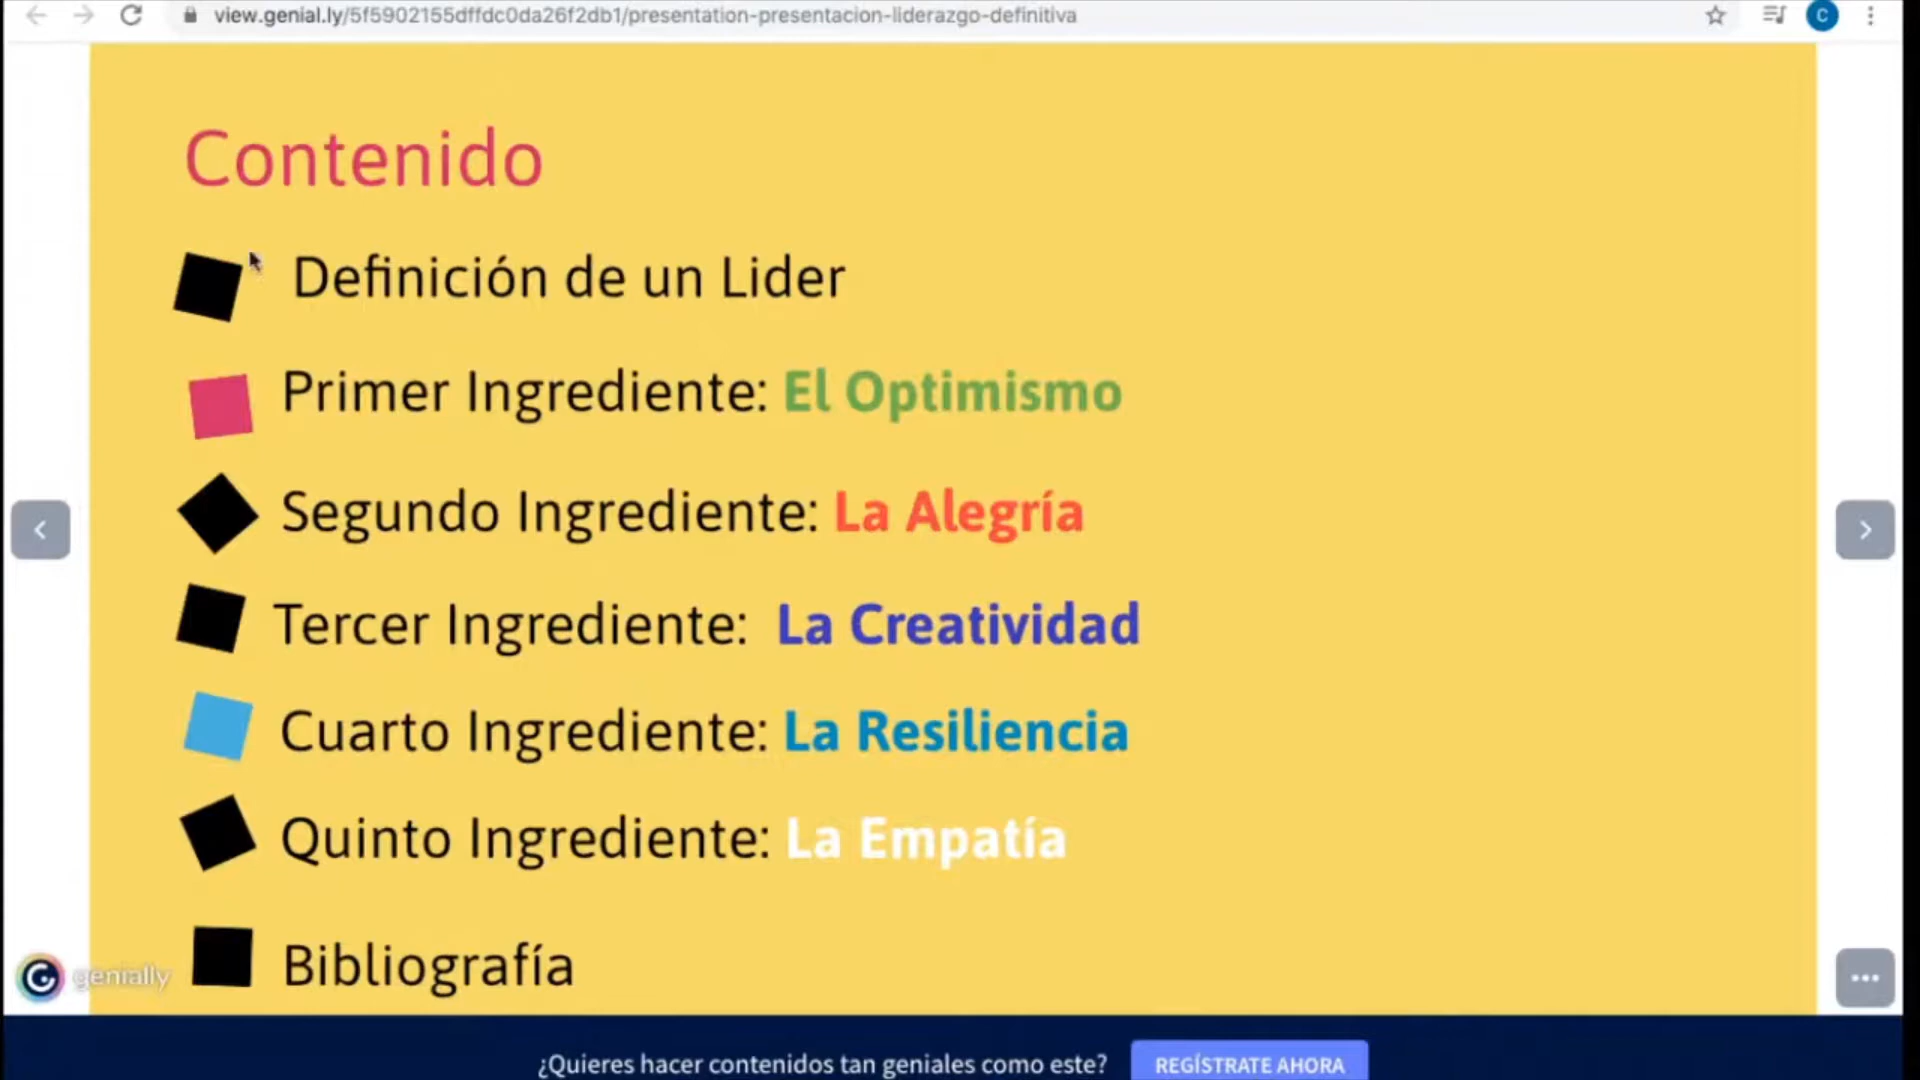 view.genial.ly/5f5902155dffdc0da26f2db1/presentation-presentacion-liderazgo-definitiva
C
Contenido
Definición de un Lider
Primer Ingrediente: El Optimismo
Segundo Ingrediente: La Alegría
Tercer Ingrediente: La Creatividad
Cuarto Ingrediente: La Resiliencia
Quinto Ingrediente: La Empatía
Bibliografía
genially
¿Quieres hacer contenidos tan geniales como este?
REGÍSTRATE AHORA